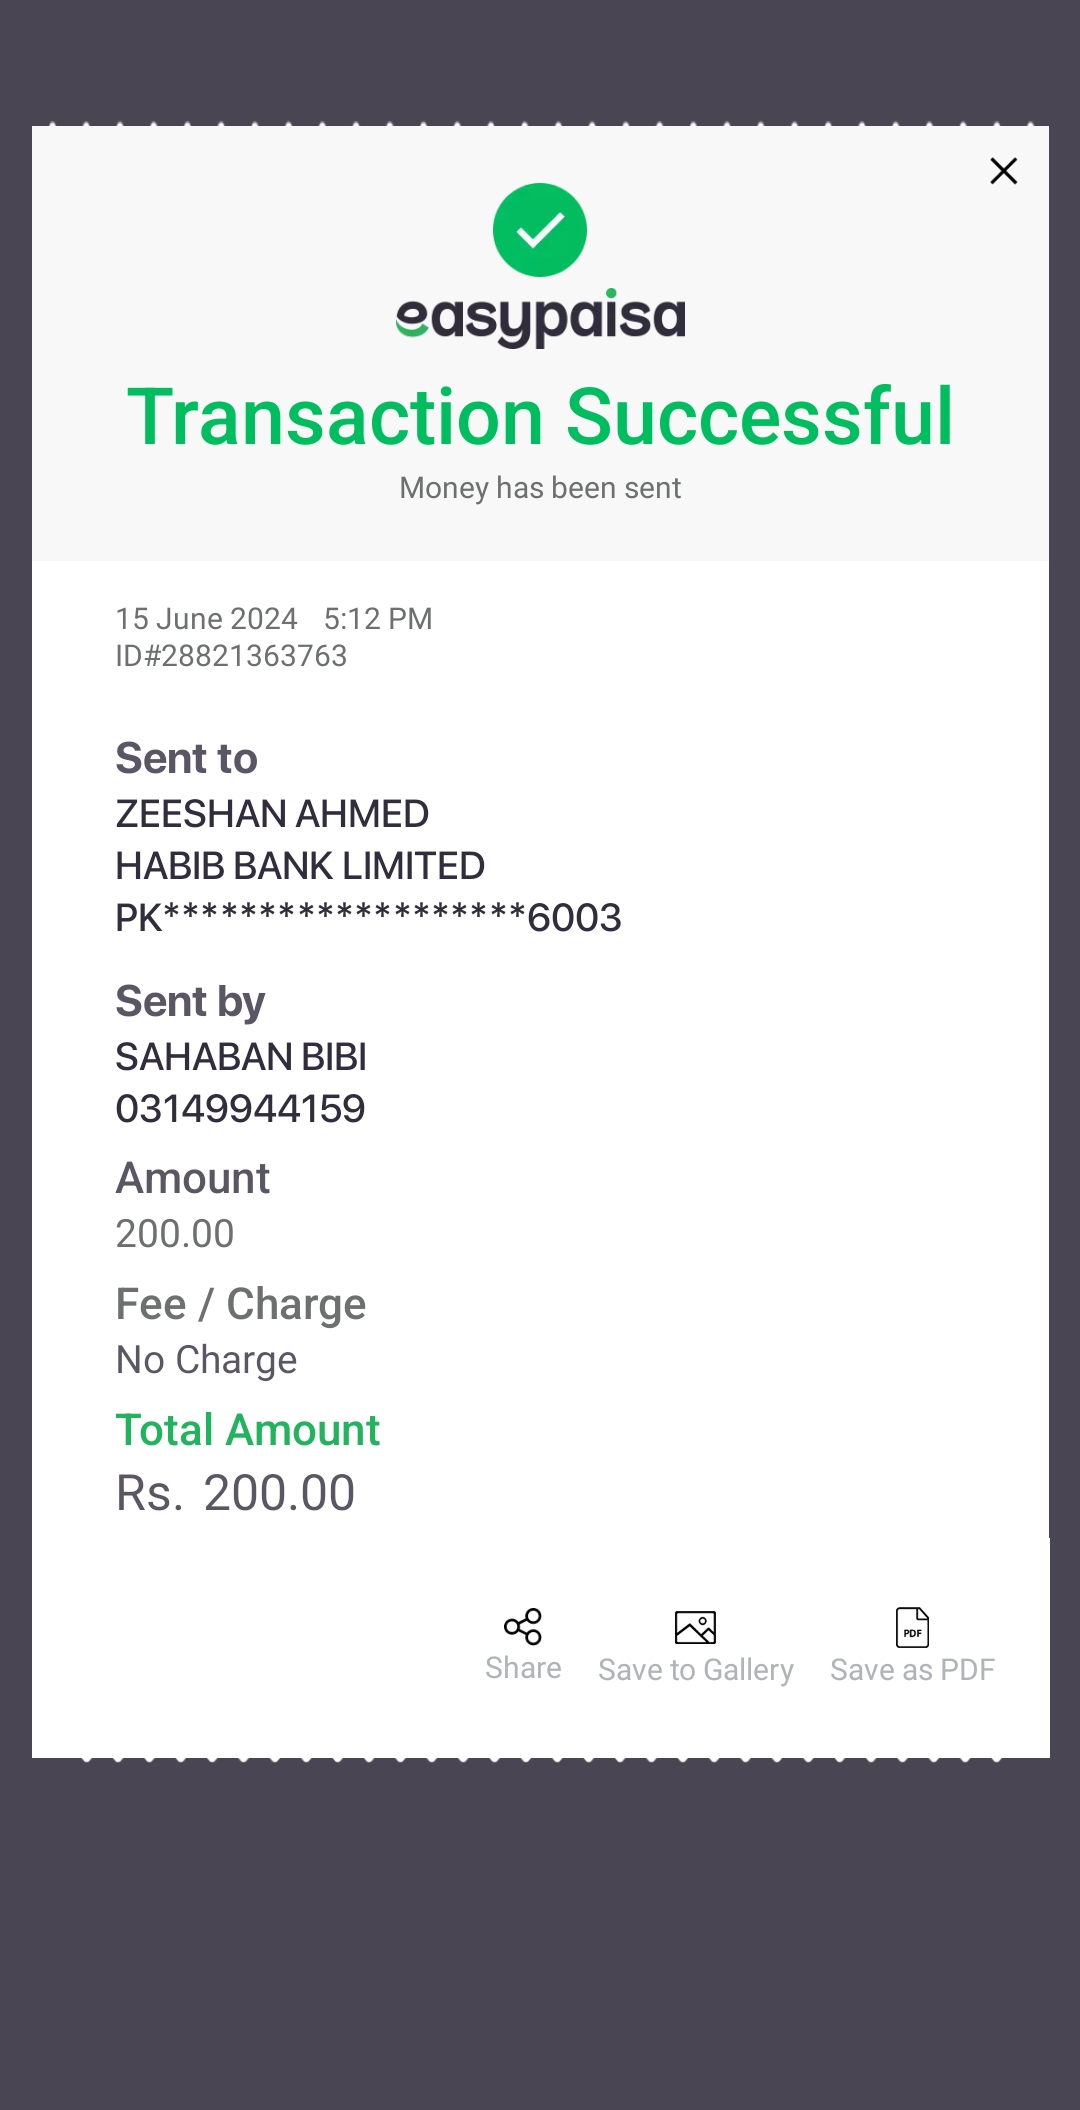 easypaisa
Transaction Successful
Money has been sent
15 June 2024 5:12 PM
ID#28821363763
Sent to
ZEESHAN AHMED
HABIB BANK LIMITED
PK*******************6003
Sent by
SAHABAN BIBI
03149944159
Amount
200.00
Fee / Charge
No Charge
Total Amount
Rs. 200.00
PDF
Share Save to Gallery Save as PDF